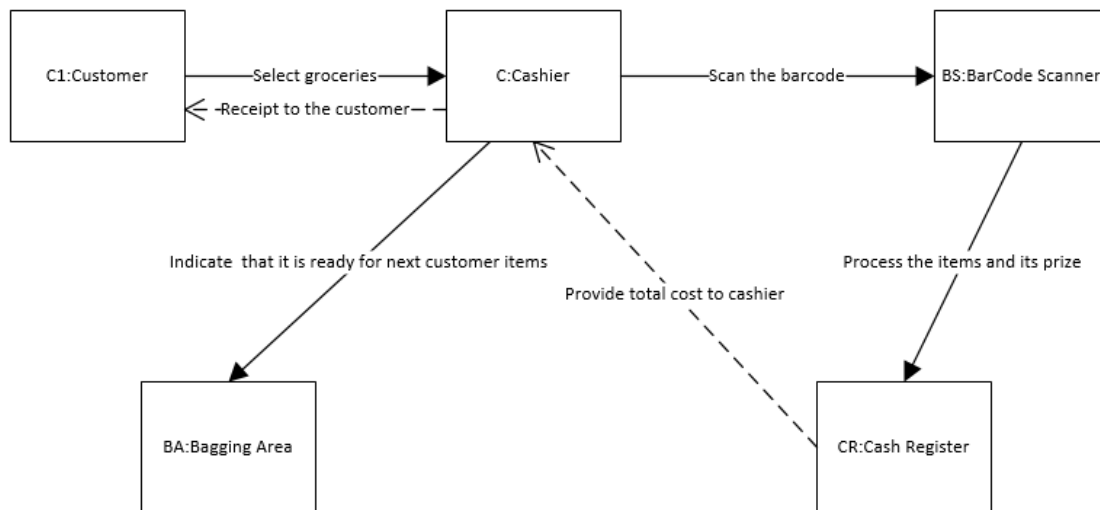 C1:Customer
Select groceries
C:Cashier
Scan the barcode
BS:BarCode Scanner
Receipt to the customer
Indicate  that it is ready for next customer items
Process the items and its prize
Provide total cost to cashier
BA:Bagging Area
CR:Cash Register